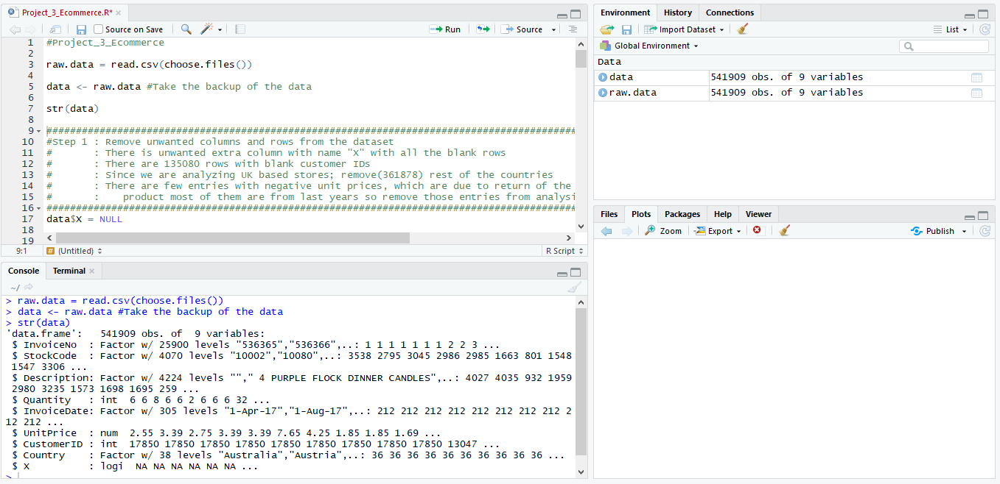 Project_3_Ecommerce.R*
Source on Save
Run
Source
1 #Project_3_Ecommerce
2
3 raw.data = read.csv(choose.files())
4
5 data <- raw.data #Take the backup of the data
6
7 str(data)
8
9 ##########################################################################################
10 #Step 1 : Remove unwanted columns and rows from the dataset
11 # : There is unwanted extra column with name "X" with all the blank rows
12 # : There are 135080 rows with blank customer IDs
13 # : Since we are analyzing UK based stores; remove(361878) rest of the countries
14 # : There are few entries with negative unit prices, which are due to return of the
15 # : product most of them are from last years so remove those entries from analysi
16 ##########################################################################################
17 data$X = NULL
18
19
9:1
# (Untitled)
R Script
Console
Terminal
~/
> raw.data = read.csv(choose.files())
> data <- raw.data #Take the backup of the data
> str(data)
'data.frame': 541909 obs. of 9 variables:
$ InvoiceNo : Factor w/ 25900 levels "536365","536366",..: 1 1 1 1 1 1 1 2 2 3 ...
$ StockCode : Factor w/ 4070 levels "10002","10080",..: 3538 2795 3045 2986 2985 1663 801 1548
1547 3306 ...
$ Description: Factor w/ 4224 levels ""," 4 PURPLE FLOCK DINNER CANDLES",..: 4027 4035 932 1959
2980 3235 1573 1698 1695 259 ...
$ Quantity : int 6 6 8 6 6 2 6 6 6 32 ...
$ InvoiceDate: Factor w/ 305 levels "1-Apr-17","1-Aug-17",..: 212 212 212 212 212 212 212 212 2
12 212 ...
$ UnitPrice : num 2.55 3.39 2.75 3.39 3.39 7.65 4.25 1.85 1.85 1.69 ...
$ CustomerID : int 17850 17850 17850 17850 17850 17850 17850 17850 17850 13047 ...
$ Country : Factor w/ 38 levels "Australia","Austria",..: 36 36 36 36 36 36 36 36 36 36 ...
$ X : logi NA NA NA NA NA NA ...
>
Environment
History
Connections
Import Dataset
List
Global Environment
Data
data 541909 obs. of 9 variables
raw.data 541909 obs. of 9 variables
Files
Plots
Packages
Help
Viewer
Zoom
Export
Publish